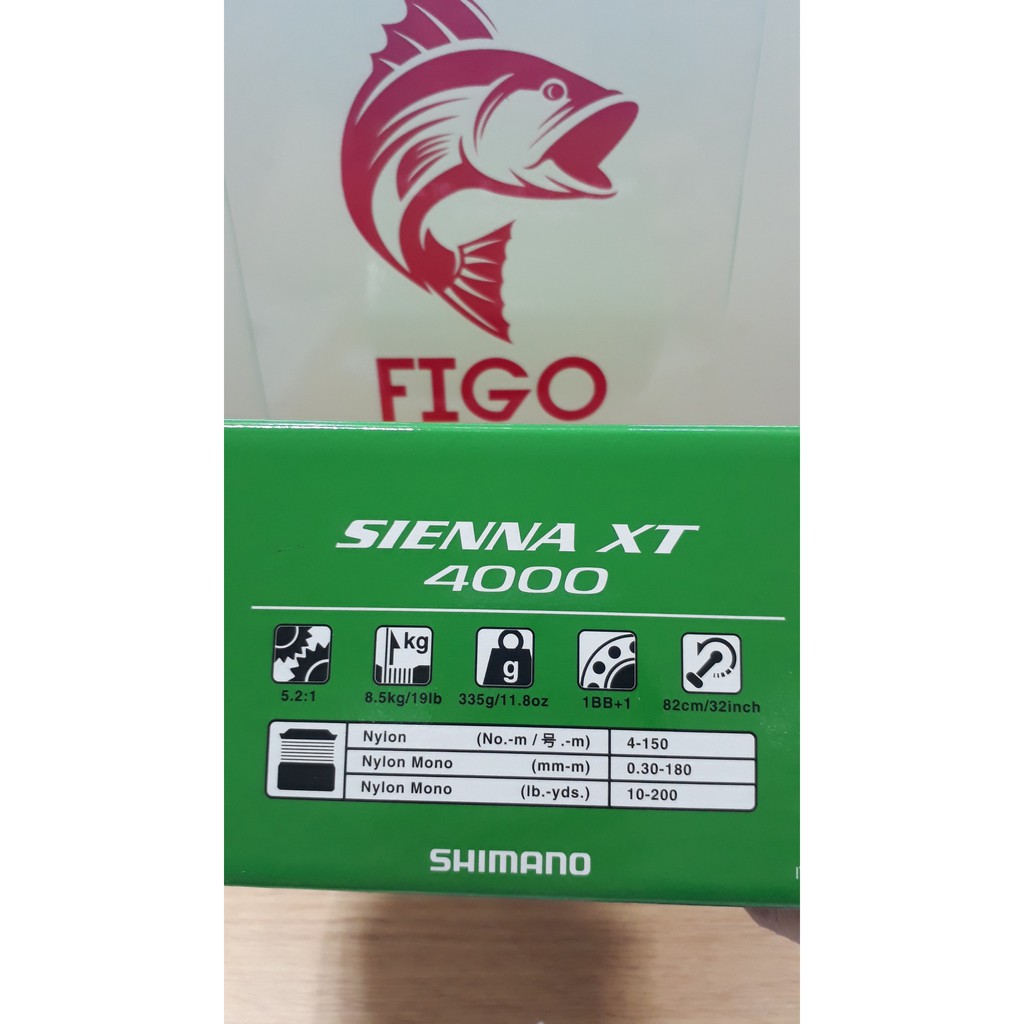 FIGO
SIENNA XT
4000
kg
g
5.2:1 8.5kg/19lb 335g/11.8oz 1BB+1 82cm/32inch
Nylon (No.-m / 号.-m) 4-150
Nylon Mono (mm-m) 0.30-180
Nylon Mono (lb.-yds.) 10-200
SHIMANO